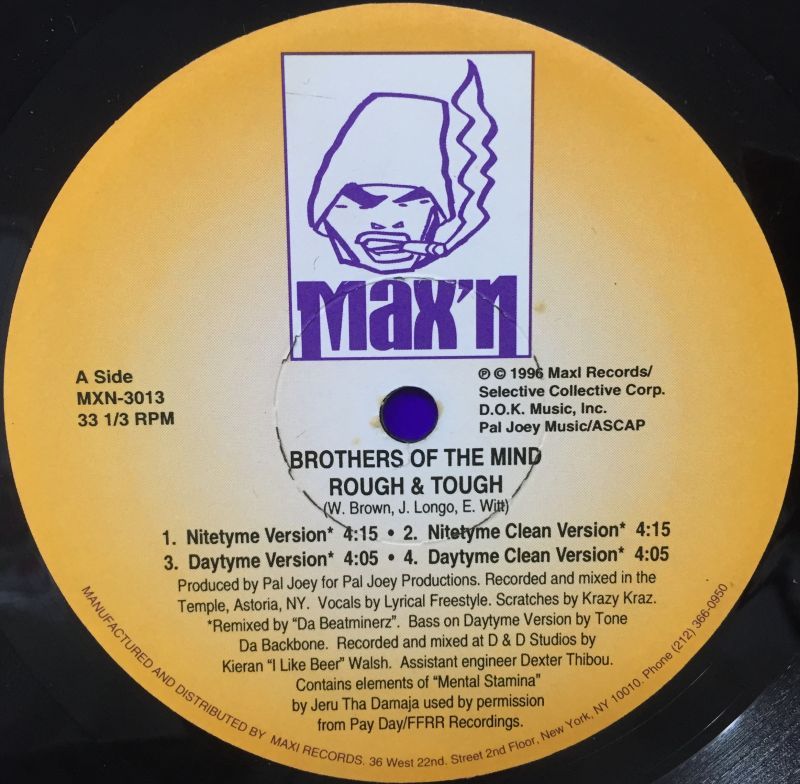 max'n
A Side
MXN-3013
33 1/3 RPM
℗ © 1996 MaxI Records/
Selective Collective Corp.
D.O.K. Music, Inc.
Pal Joey Music/ASCAP
BROTHERS OF THE MIND
ROUGH & TOUGH
(W. Brown, J. Longo, E. Witt)
1. Nitetyme Version* 4:15 • 2. Nitetyme Clean Version* 4:15
3. Daytyme Version* 4:05 • 4. Daytyme Clean Version* 4:05
Produced by Pal Joey for Pal Joey Productions. Recorded and mixed in the
Temple, Astoria, NY. Vocals by Lyrical Freestyle. Scratches by Krazy Kraz.
*Remixed by "Da Beatminerz". Bass on Daytyme Version by Tone
Da Backbone. Recorded and mixed at D & D Studios by
Kieran "I Like Beer" Walsh. Assistant engineer Dexter Thibou.
Contains elements of "Mental Stamina"
by Jeru Tha Damaja used by permission
from Pay Day/FFRR Recordings.
MANUFACTURED AND DISTRIBUTED BY MAXI RECORDS. 36 West 22nd. Street 2nd Floor, New York, NY 10010. Phone (212) 366-0950